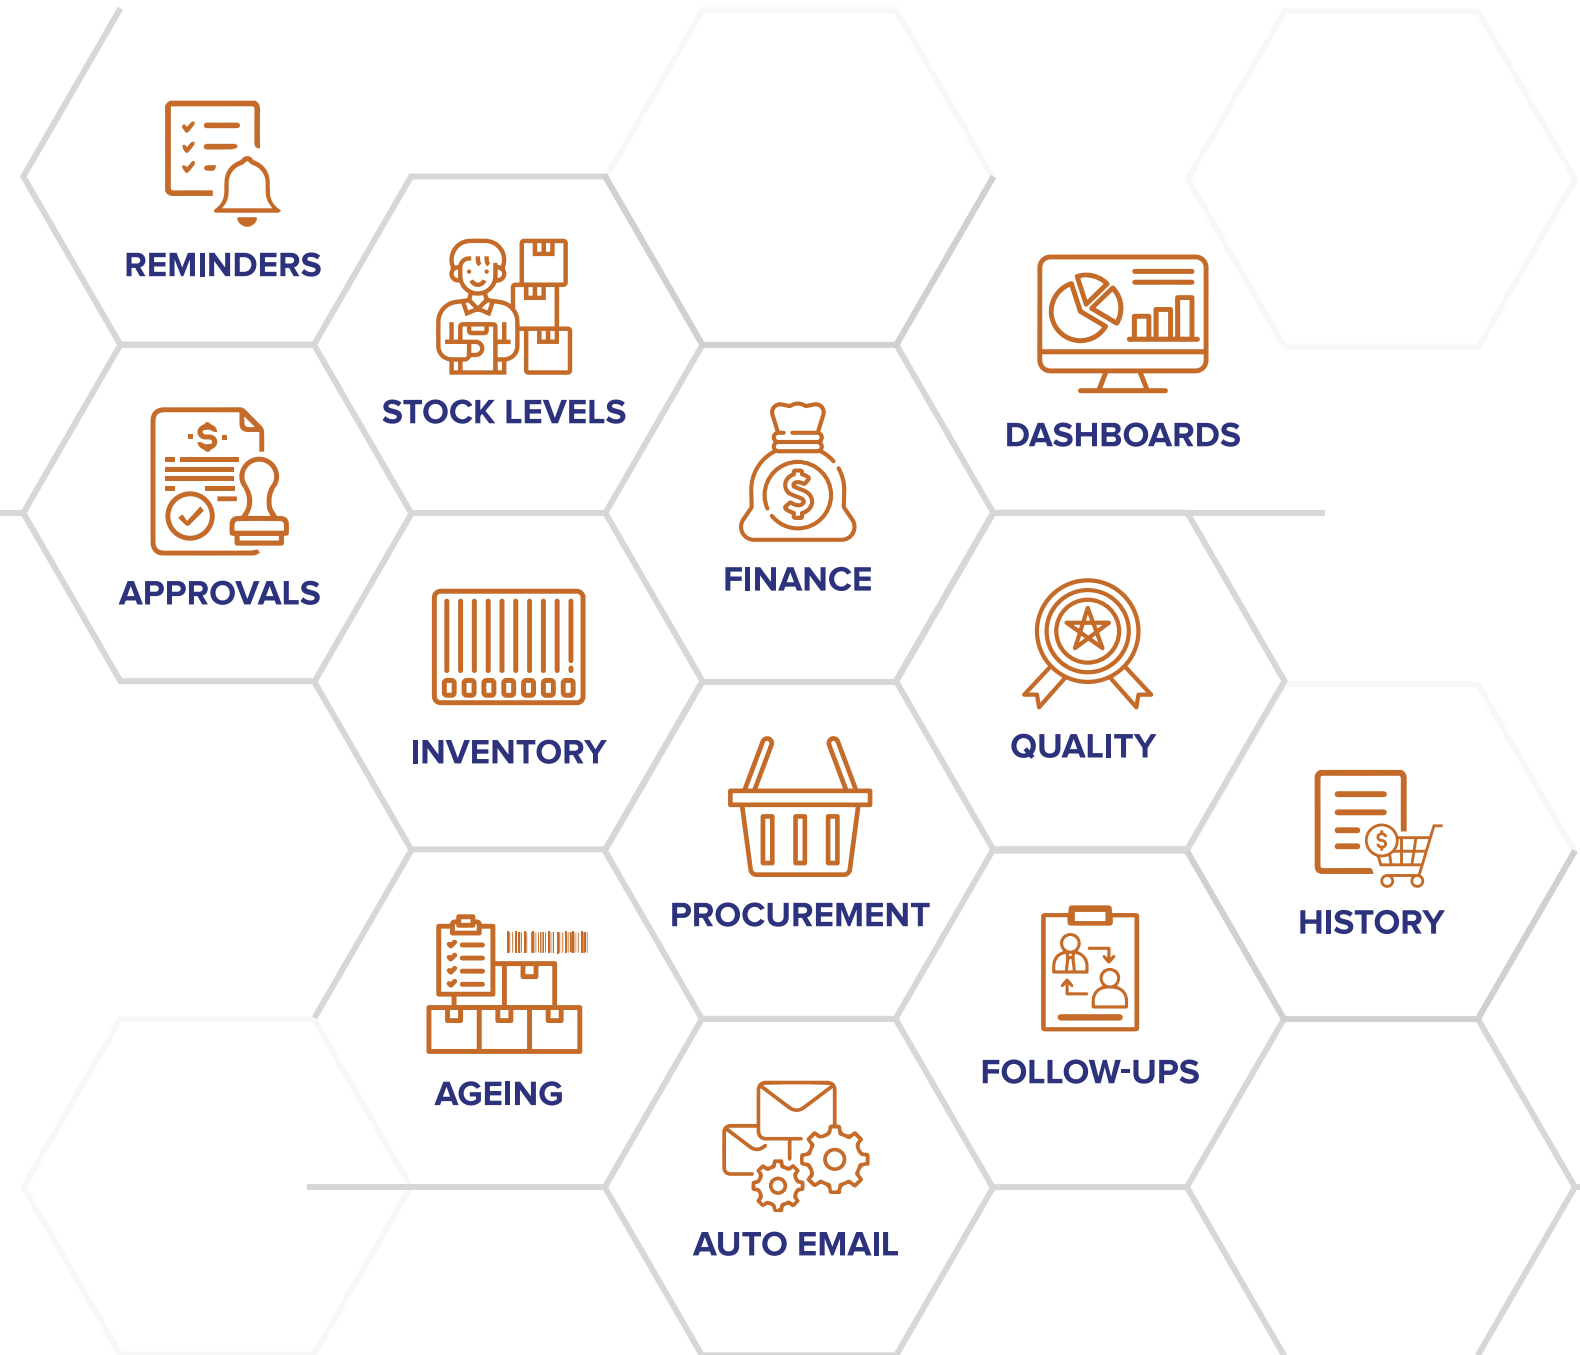 REMINDERS
STOCK LEVELS
DASHBOARDS
APPROVALS
FINANCE
INVENTORY
QUALITY
PROCUREMENT
HISTORY
AGEING
FOLLOW-UPS
AUTO EMAIL